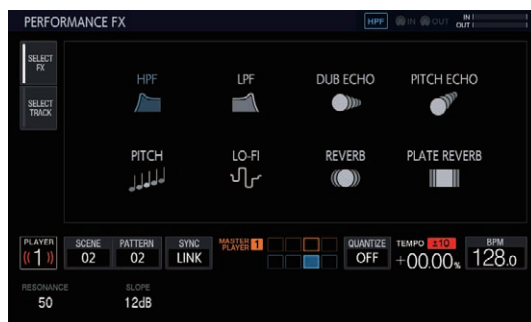 PERFORMANCE FX
HPF IN OUT IN
OUT
SELECT
FX
HPF LPF DUB ECHO PITCH ECHO
SELECT
TRACK
PITCH LO-FI REVERB PLATE REVERB
PLAYER SCENE PATTERN SYNC MASTER
PLAYER 1 QUANTIZE TEMPO ±10 BPM
1 02 02 LINK OFF +00.00% 128.0
RESONANCE SLOPE
50 12dB